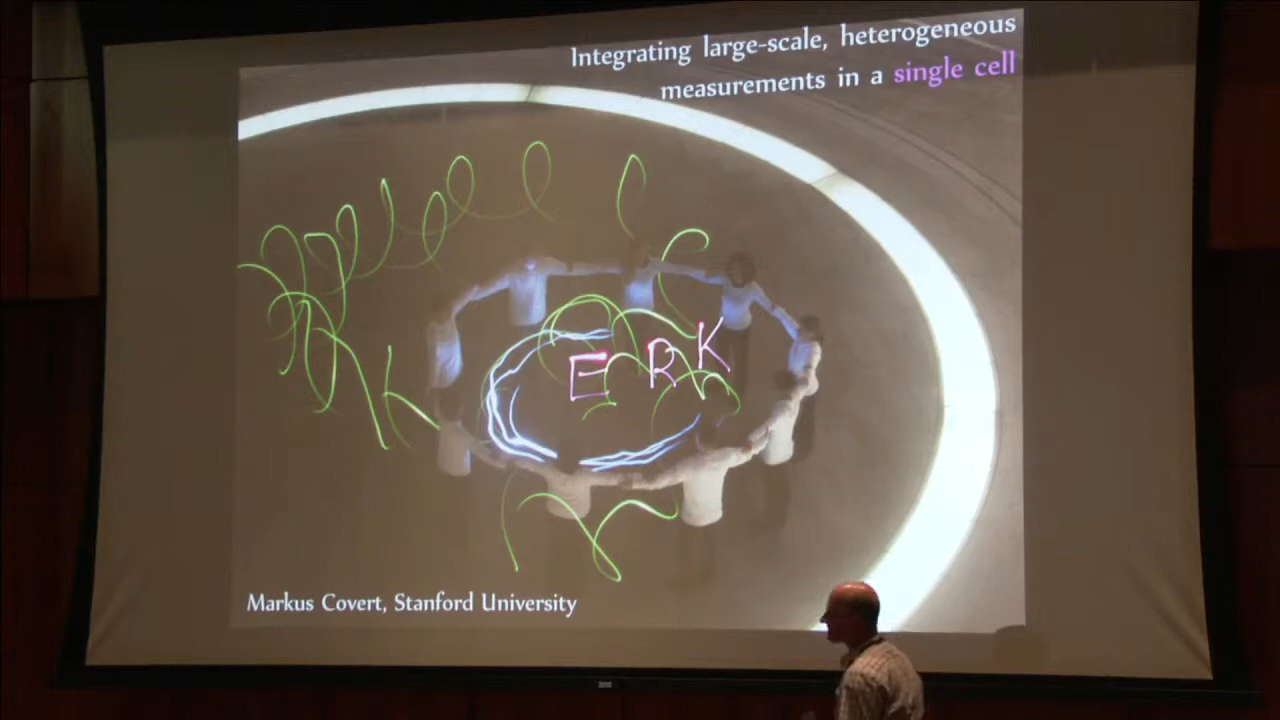 Integrating large-scale, heterogeneous
measurements in a single cell
ERK
Markus Covert, Stanford University